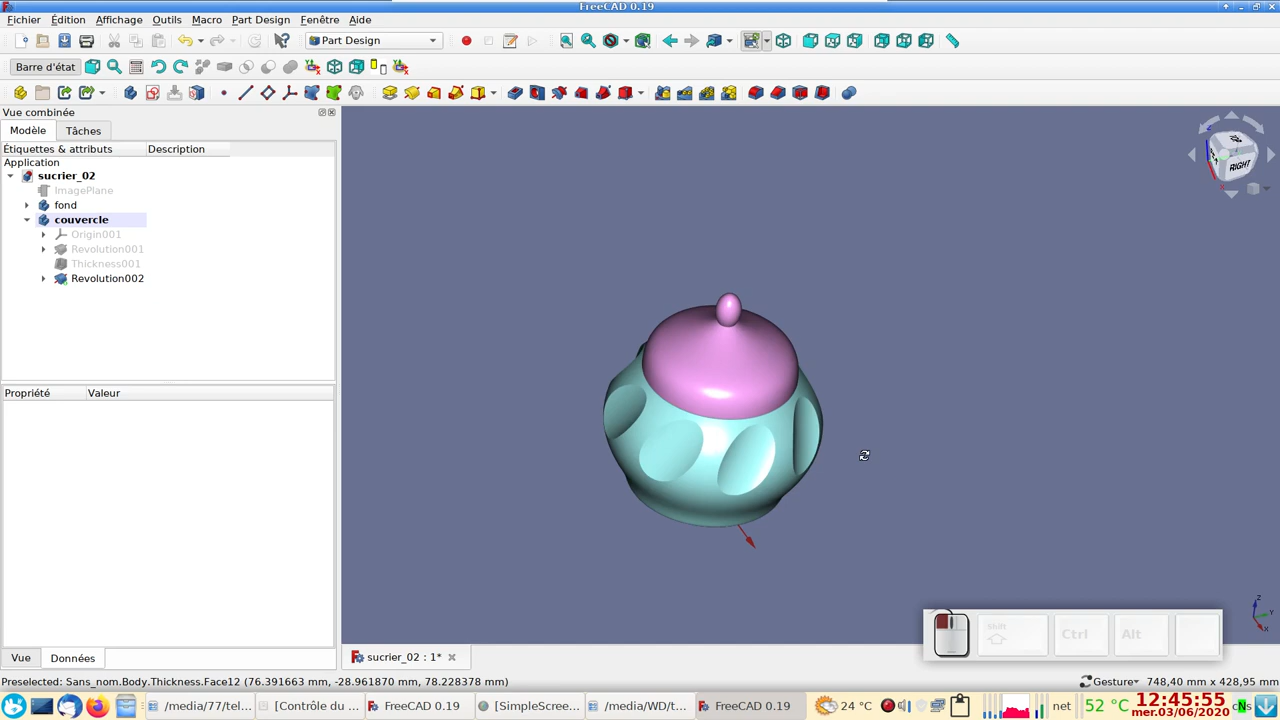 FreeCAD 0.19
Fichier Édition Affichage Outils Macro Part Design Fenêtre Aide
Part Design
Barre d'état
Vue combinée
Modèle Tâches
Étiquettes & attributs Description
Application
sucrier_02
ImagePlane
fond
couvercle
Origin001
Revolution001
Thickness001
Revolution002
Propriété Valeur
Vue Données
RIGHT
Z
Y
X
sucrier_02 : 1*
Shift Ctrl Alt
Preselected: Sans_nom.Body.Thickness.Face12 (76.391663 mm, -28.961870 mm, 78.228378 mm)
Gesture 748,40 mm x 428,95 mm
/media/77/tel... [Contrôle du ... FreeCAD 0.19 [SimpleScree... /media/WD/t... FreeCAD 0.19 24 °C net 52 °C 12:45:55
mer.03/06/2020